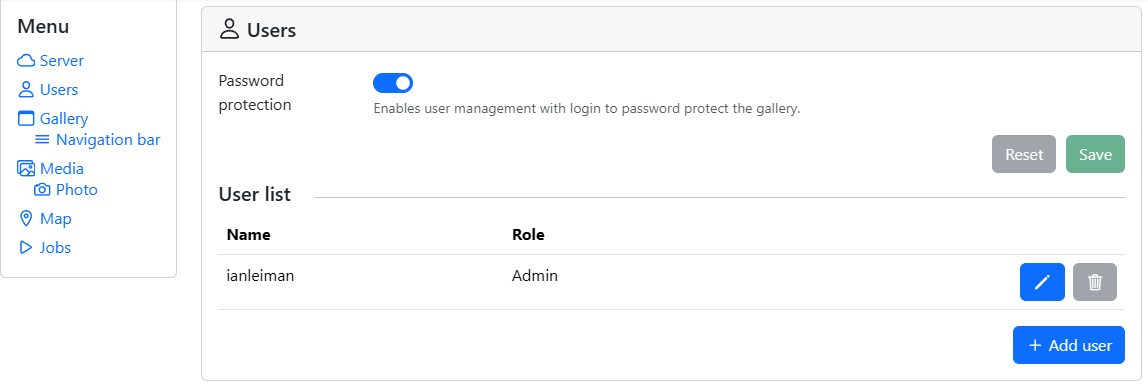 Menu
Server
Users
Gallery
Navigation bar
Media
Photo
Map
Jobs
Users
Password
protection
Enables user management with login to password protect the gallery.
Reset
Save
User list
Name
Role
ianleiman
Admin
Add user